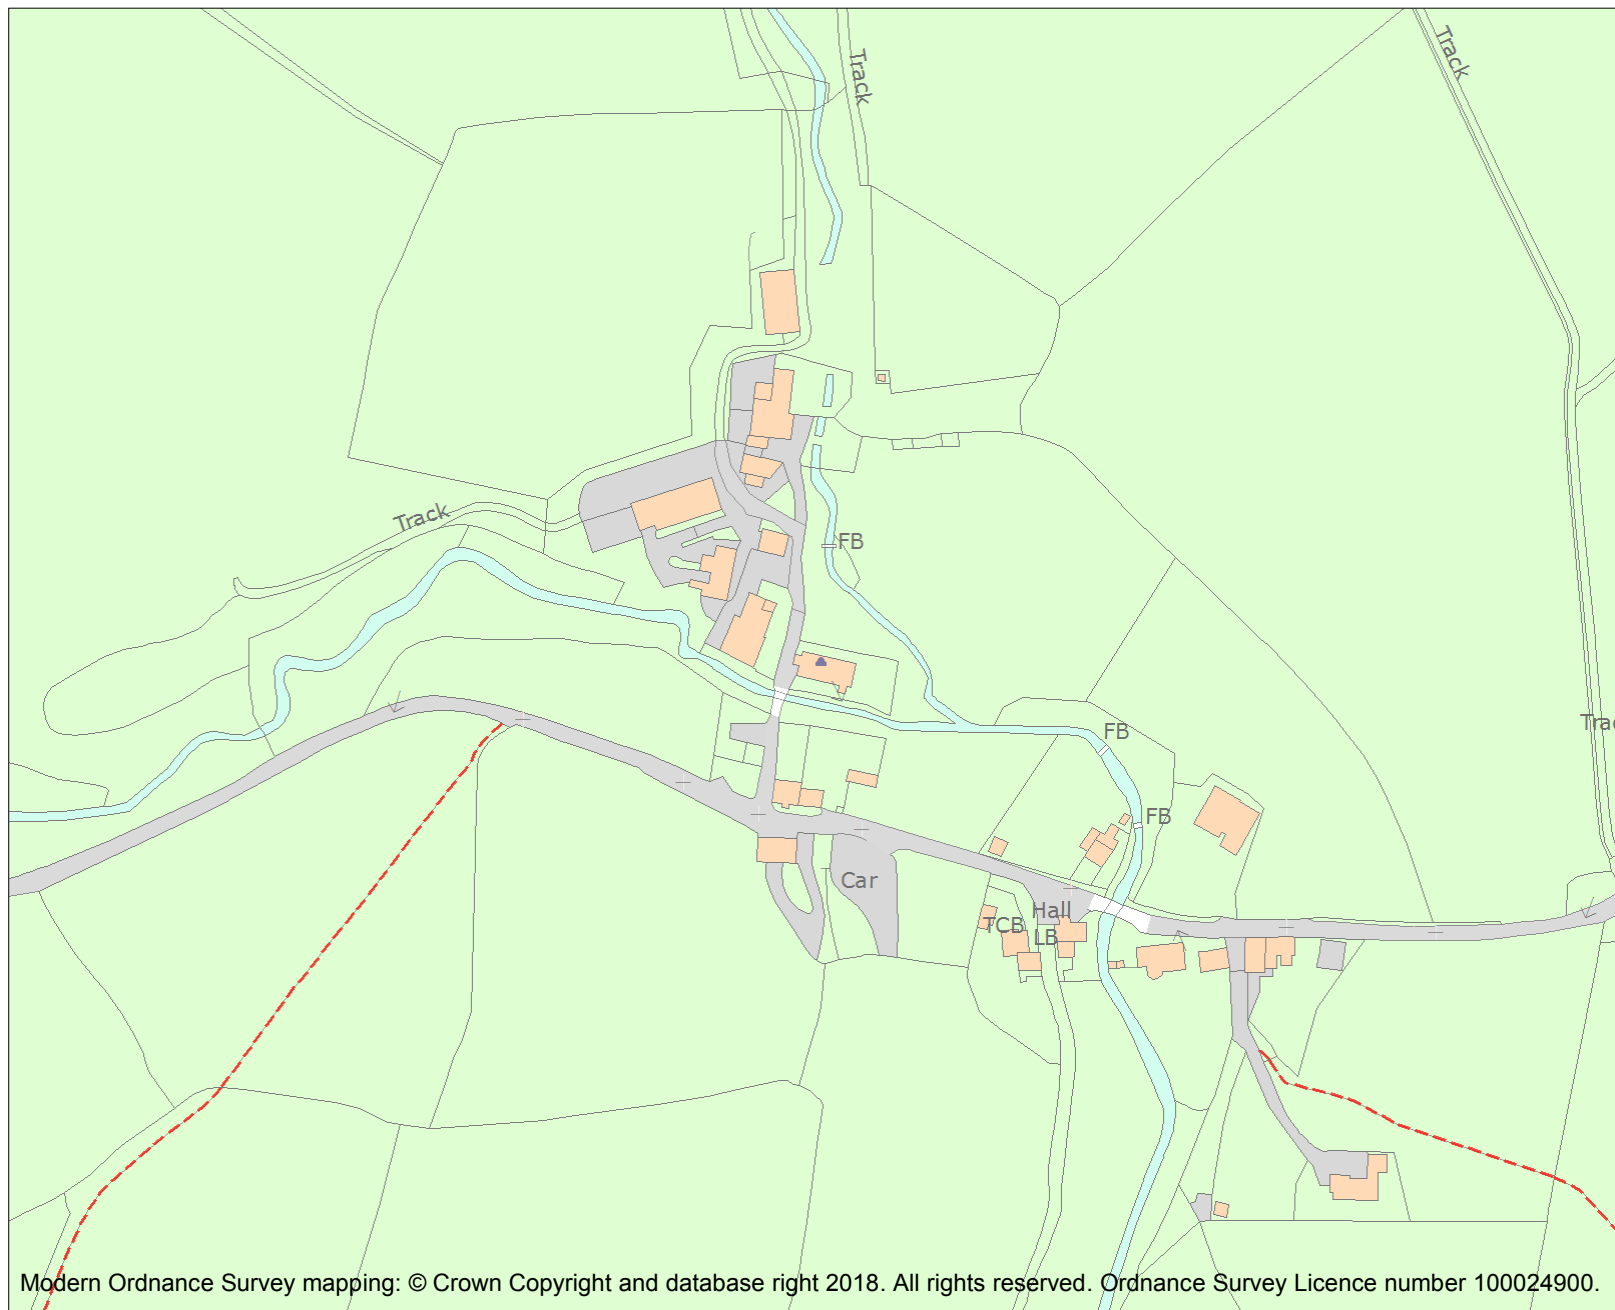 Track
Track
Track
FB
Trac
FB
FB
Car
Hall
TCB
LB
Modern Ordnance Survey mapping: © Crown Copyright and database right 2018. All rights reserved. Ordnance Survey Licence number 100024900.